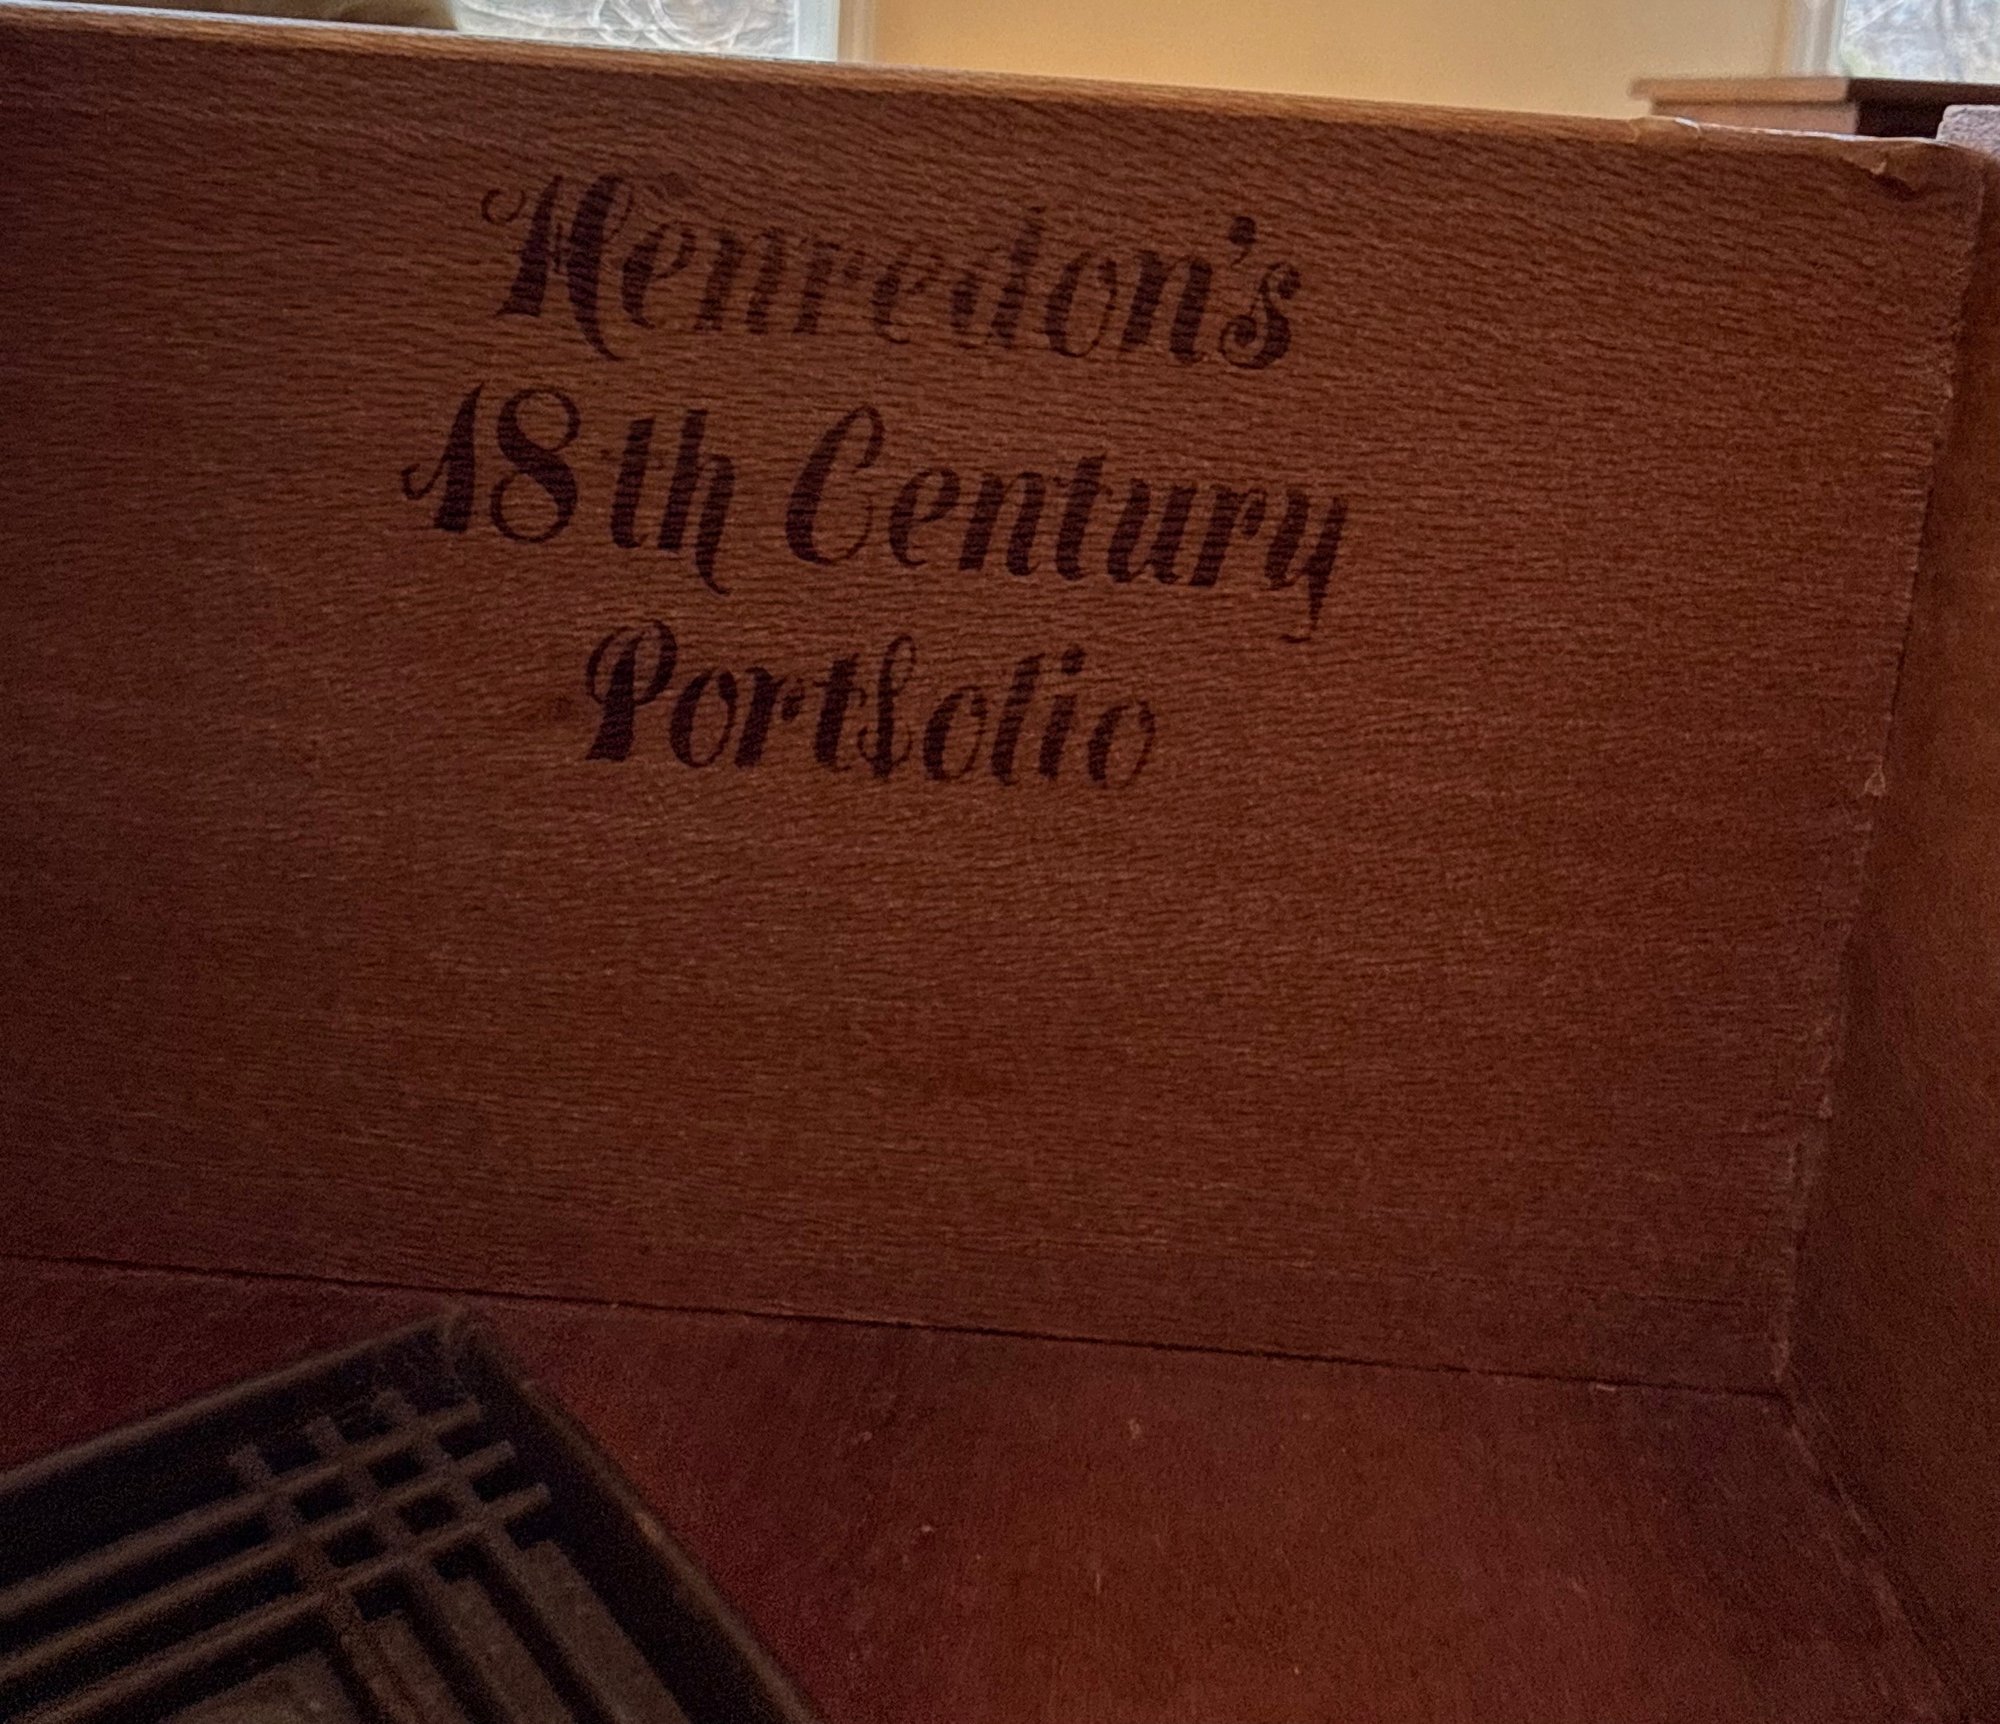 Henredon's
18th Century
Portfolio